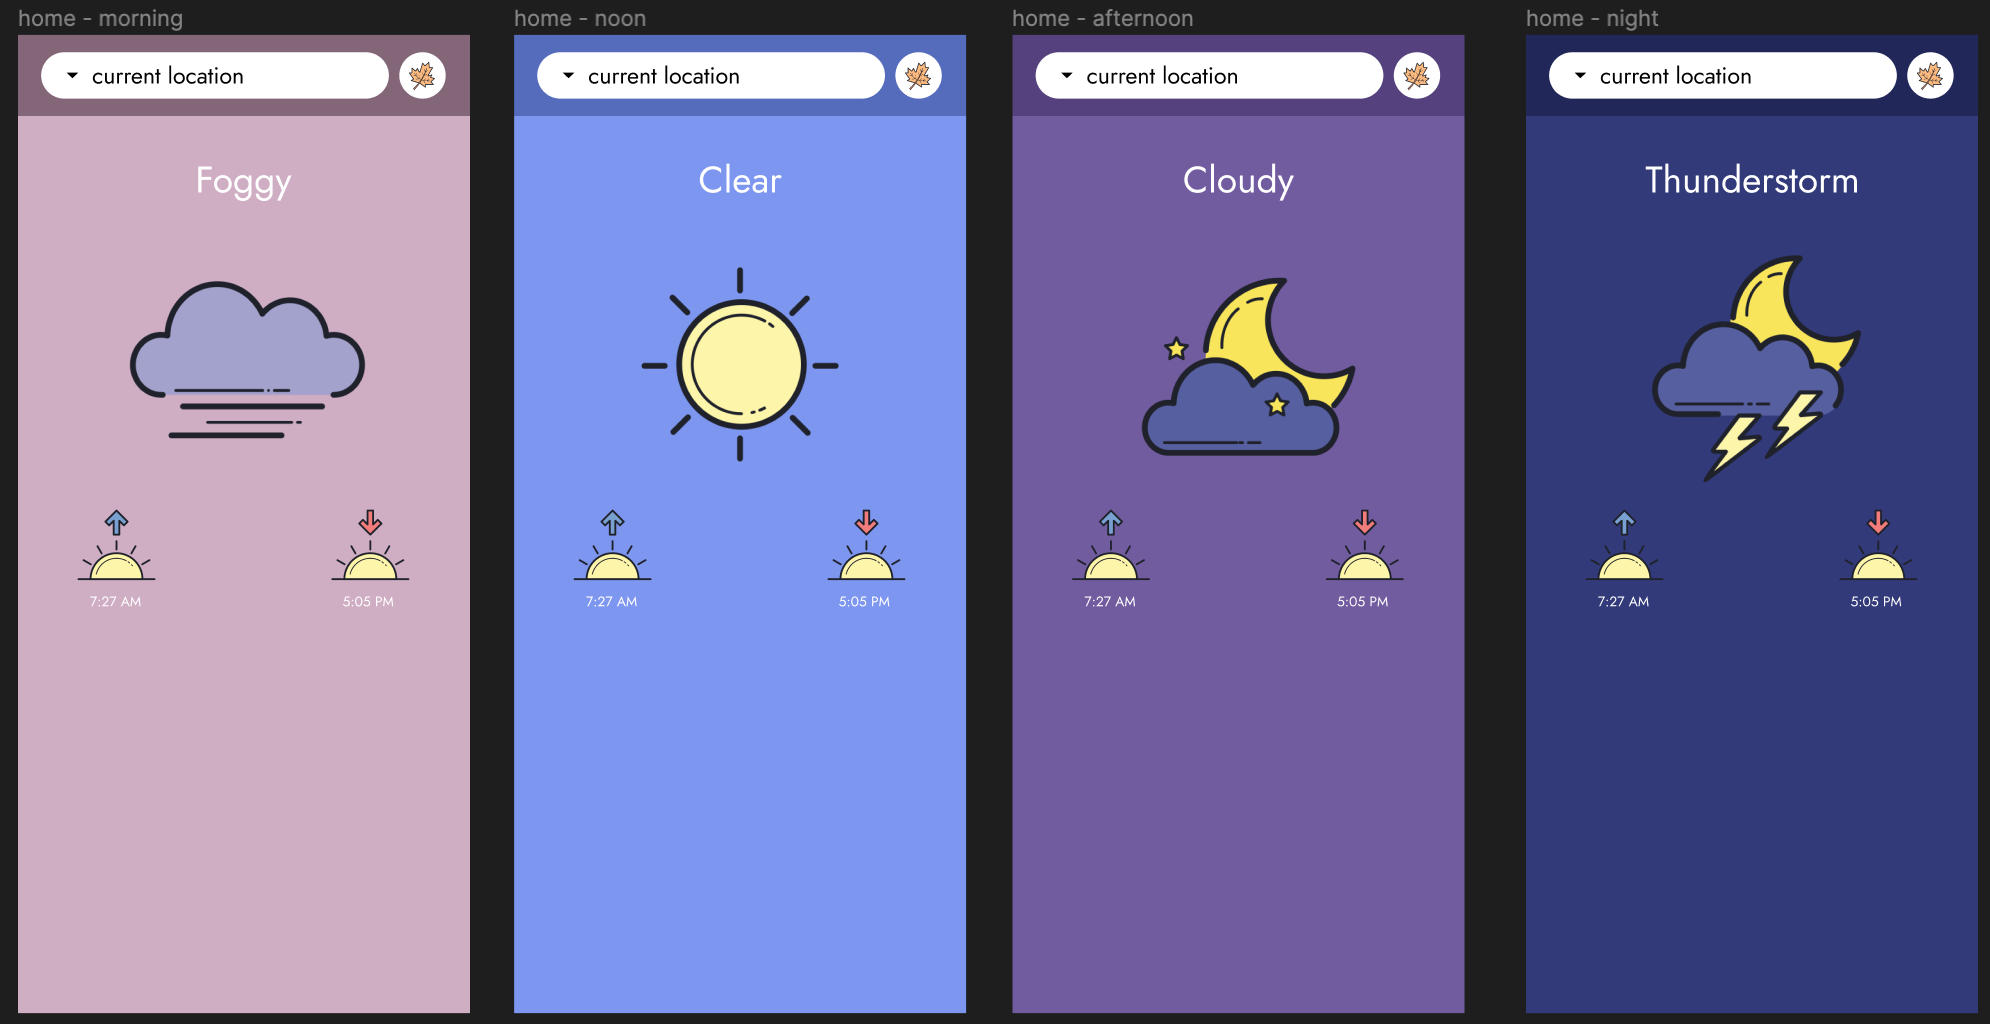 home - morning
current location
Foggy
7:27 AM
5:05 PM
home - noon
current location
Clear
7:27 AM
5:05 PM
home - afternoon
current location
Cloudy
7:27 AM
5:05 PM
home - night
current location
Thunderstorm
7:27 AM
5:05 PM